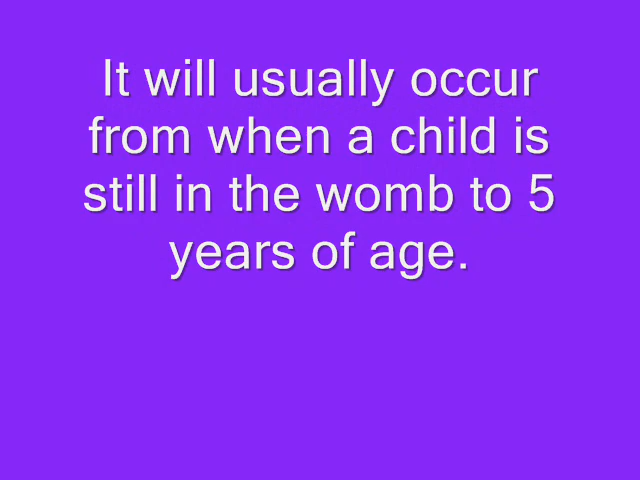 It will usually occur
from when a child is
still in the womb to 5
years of age.